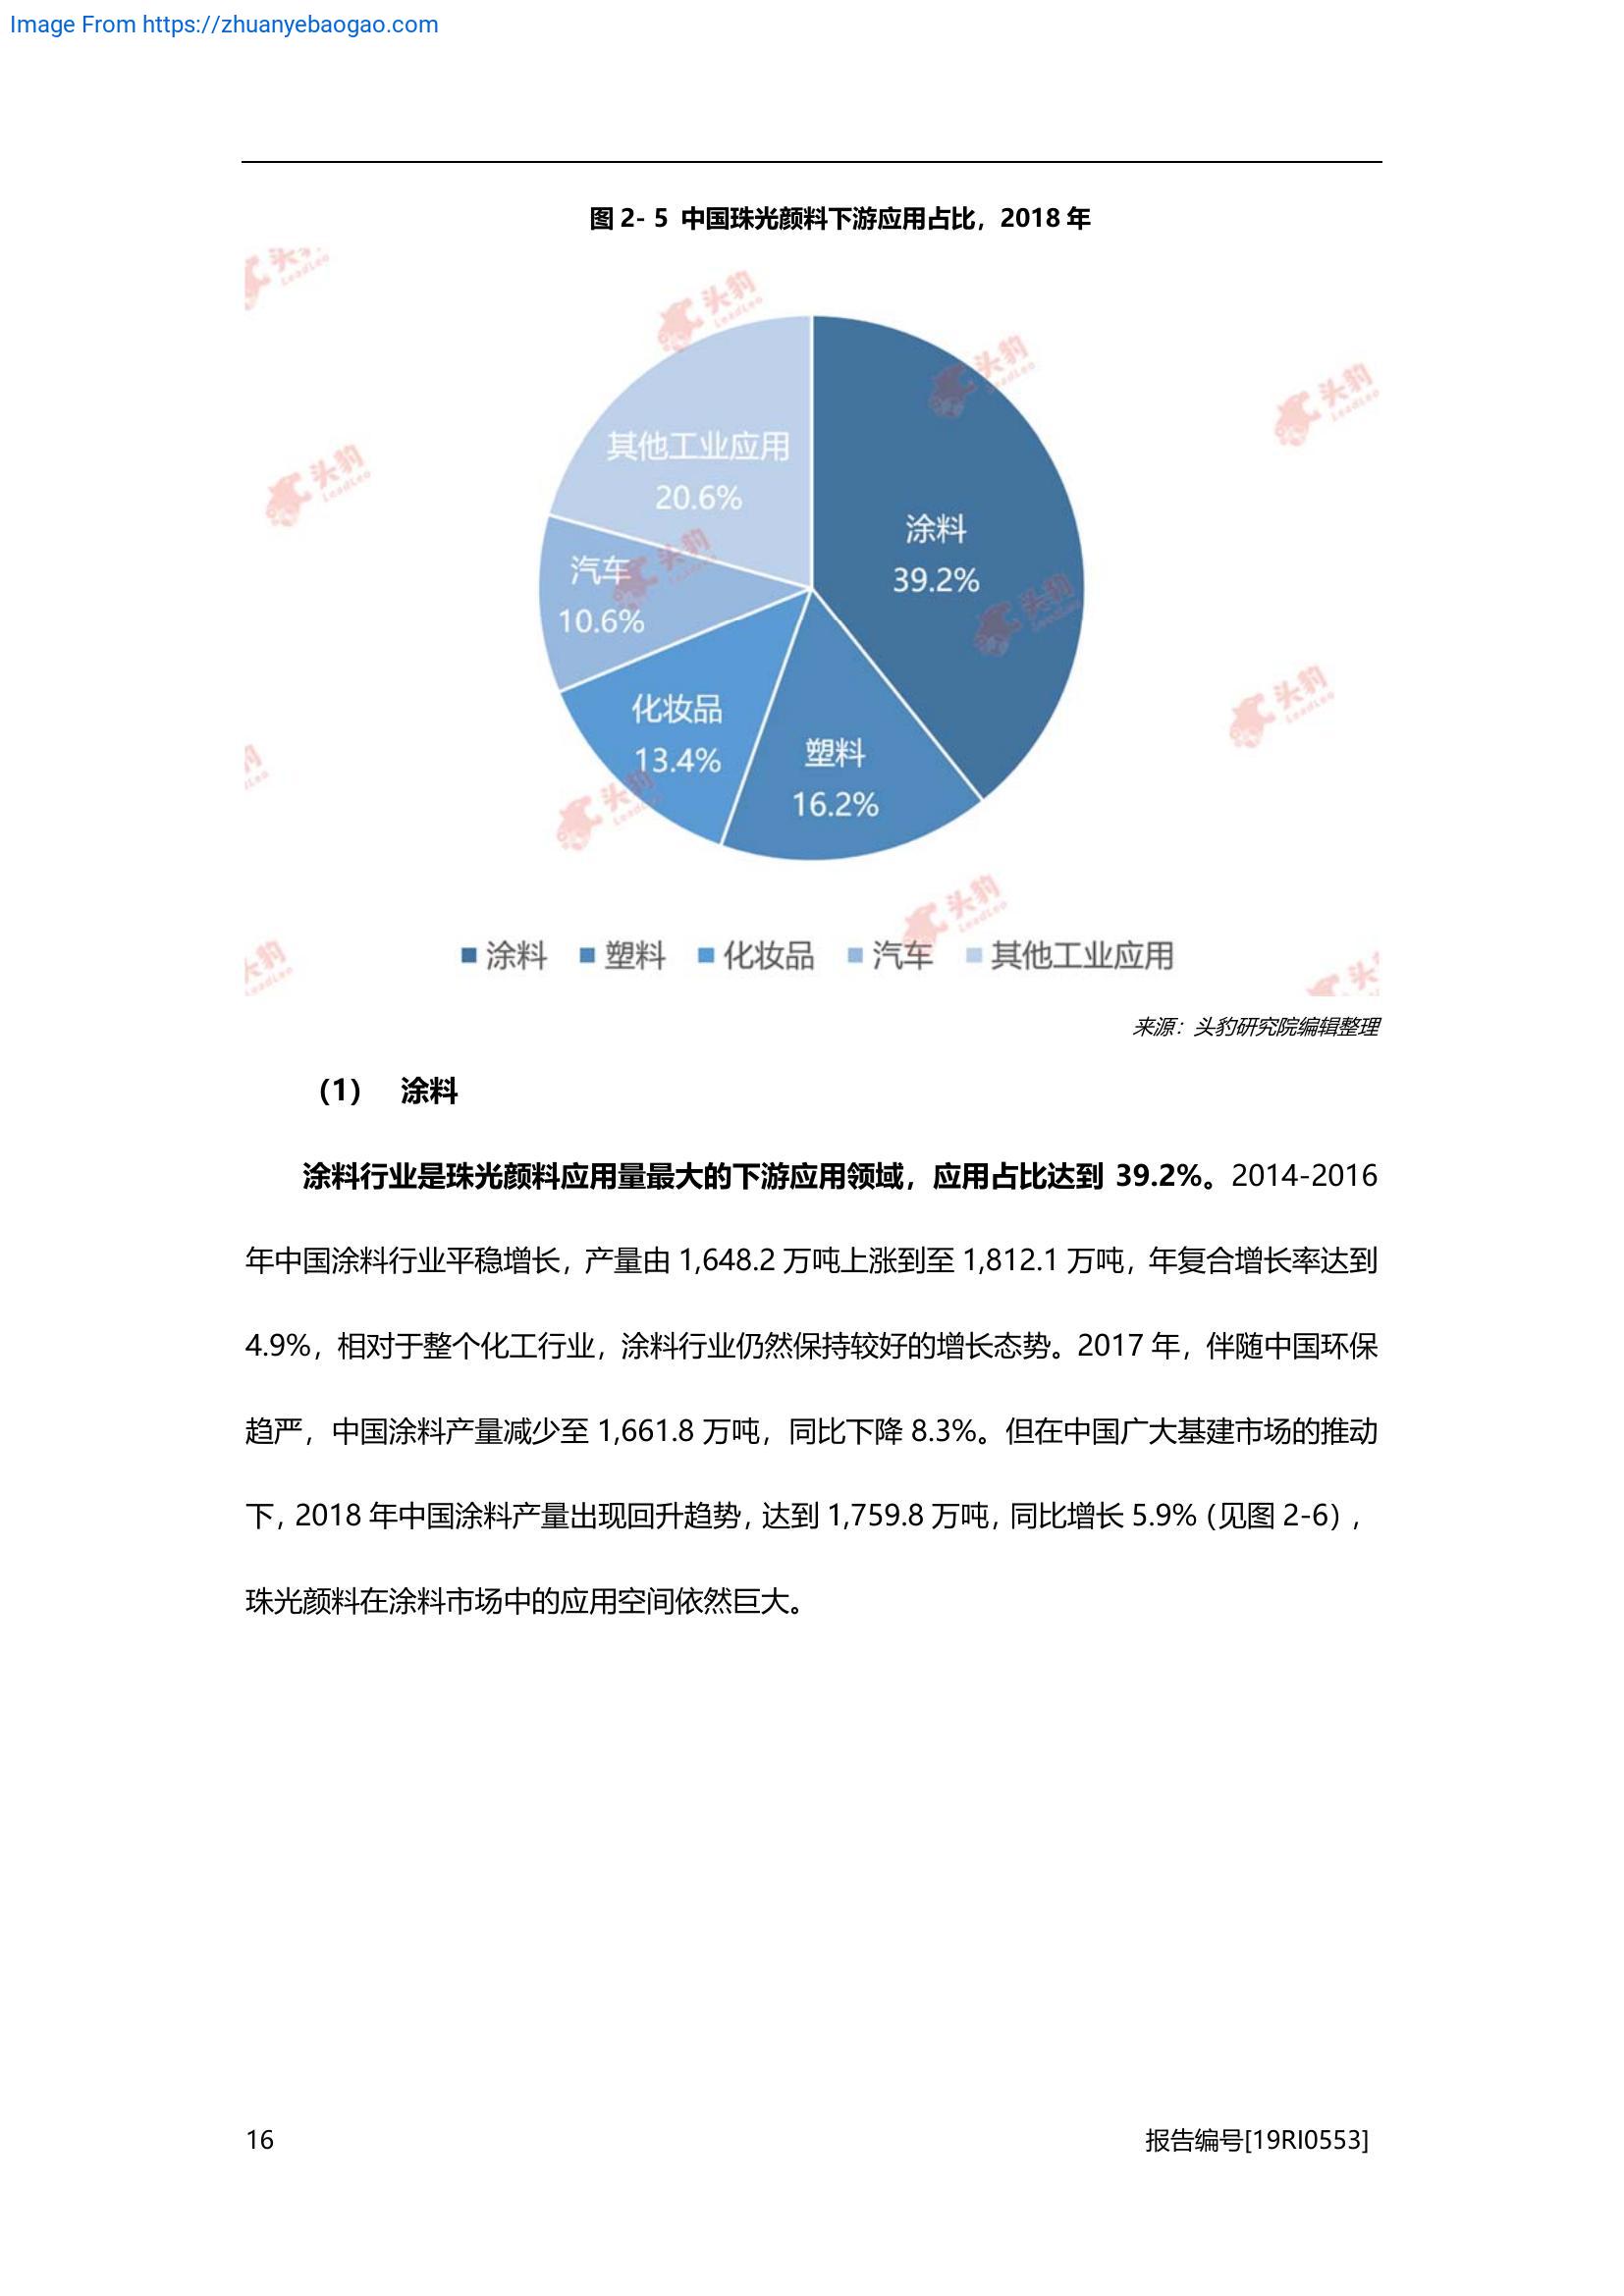 Image From https://zhuanyebaogao.com
图 2- 5 中国珠光颜料下游应用占比，2018 年
其他工业应用
20.6%
涂料
39.2%
汽车
10.6%
化妆品
13.4%
塑料
16.2%
涂料 塑料 化妆品 汽车 其他工业应用
头豹
LeadLeo
来源：头豹研究院编辑整理
（1） 涂料
涂料行业是珠光颜料应用量最大的下游应用领域，应用占比达到 39.2%。2014-2016
年中国涂料行业平稳增长，产量由 1,648.2 万吨上涨到至 1,812.1 万吨，年复合增长率达到
4.9%，相对于整个化工行业，涂料行业仍然保持较好的增长态势。2017 年，伴随中国环保
趋严，中国涂料产量减少至 1,661.8 万吨，同比下降 8.3%。但在中国广大基建市场的推动
下，2018 年中国涂料产量出现回升趋势，达到 1,759.8 万吨，同比增长 5.9%（见图 2-6），
珠光颜料在涂料市场中的应用空间依然巨大。
16 报告编号[19RI0553]